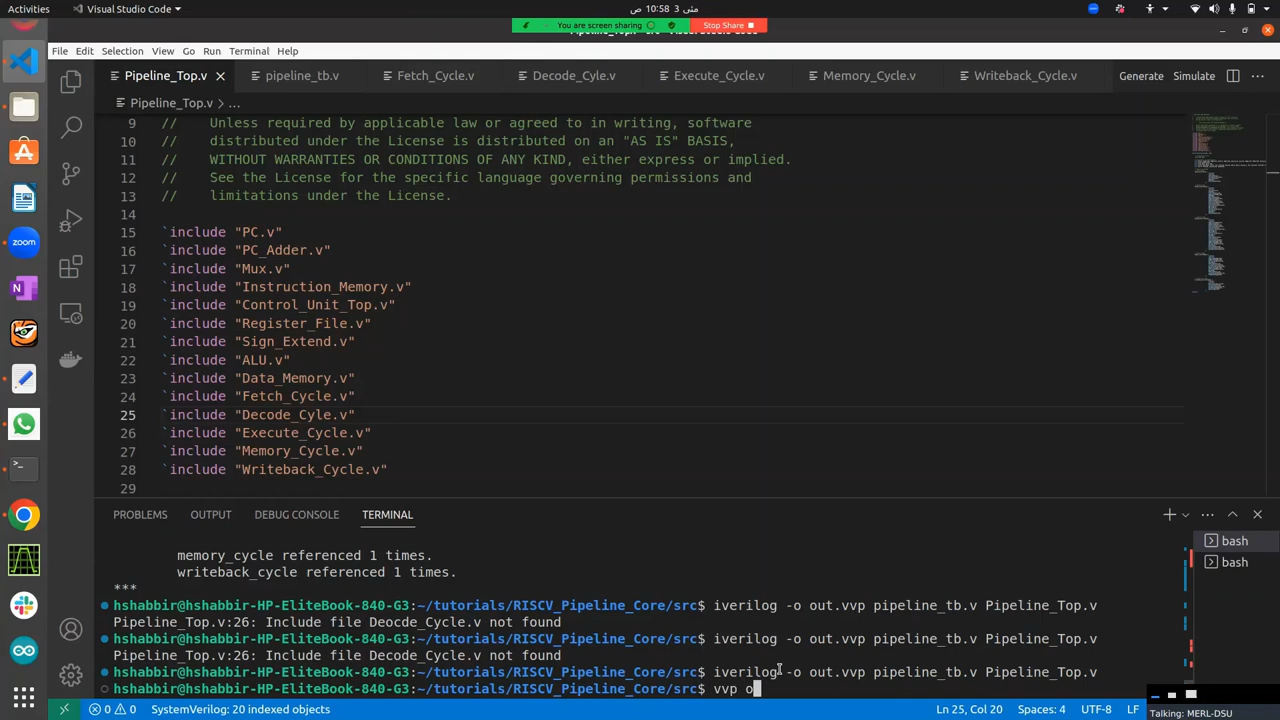 Activities
Visual Studio Code
مئی 3 10:58 ص
You are screen sharing
Stop Share
File Edit Selection View Go Run Terminal Help
Pipeline_Top.v pipeline_tb.v Fetch_Cycle.v Decode_Cyle.v Execute_Cycle.v Memory_Cycle.v Writeback_Cycle.v Generate Simulate
Pipeline_Top.v > ...
9 // Unless required by applicable law or agreed to in writing, software
10 // distributed under the License is distributed on an "AS IS" BASIS,
11 // WITHOUT WARRANTIES OR CONDITIONS OF ANY KIND, either express or implied.
12 // See the License for the specific language governing permissions and
13 // limitations under the License.
14
15 `include "PC.v"
16 `include "PC_Adder.v"
17 `include "Mux.v"
18 `include "Instruction_Memory.v"
19 `include "Control_Unit_Top.v"
20 `include "Register_File.v"
21 `include "Sign_Extend.v"
22 `include "ALU.v"
23 `include "Data_Memory.v"
24 `include "Fetch_Cycle.v"
25 `include "Decode_Cyle.v"
26 `include "Execute_Cycle.v"
27 `include "Memory_Cycle.v"
28 `include "Writeback_Cycle.v"
29
PROBLEMS OUTPUT DEBUG CONSOLE TERMINAL
memory_cycle referenced 1 times.
writeback_cycle referenced 1 times.
***
hshabbir@hshabbir-HP-EliteBook-840-G3:~/tutorials/RISCV_Pipeline_Core/src$ iverilog -o out.vvp pipeline_tb.v Pipeline_Top.v
Pipeline_Top.v:26: Include file Deocde_Cycle.v not found
hshabbir@hshabbir-HP-EliteBook-840-G3:~/tutorials/RISCV_Pipeline_Core/src$ iverilog -o out.vvp pipeline_tb.v Pipeline_Top.v
Pipeline_Top.v:26: Include file Decode_Cycle.v not found
hshabbir@hshabbir-HP-EliteBook-840-G3:~/tutorials/RISCV_Pipeline_Core/src$ iverilog -o out.vvp pipeline_tb.v Pipeline_Top.v
hshabbir@hshabbir-HP-EliteBook-840-G3:~/tutorials/RISCV_Pipeline_Core/src$ vvp o
bash
bash
zoom
0 0 SystemVerilog: 20 indexed objects
Ln 25, Col 20 Spaces: 4 UTF-8 LF
Talking: MERL-DSU